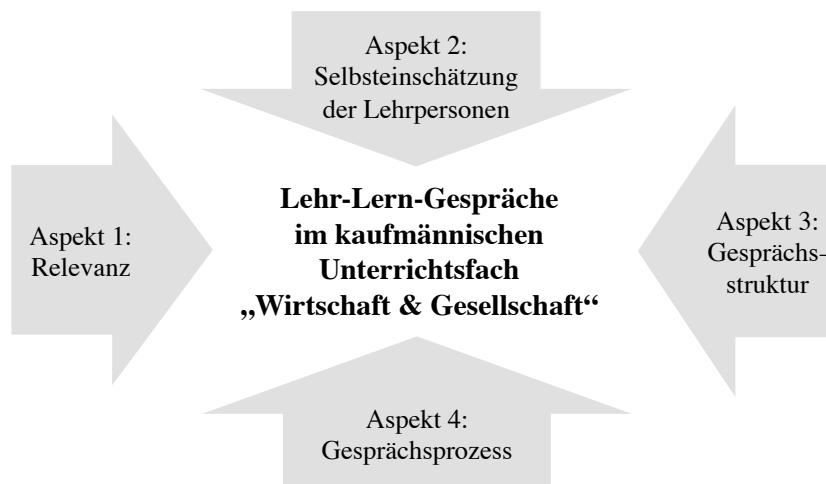 Aspekt 2:
Selbsteinschätzung
der Lehrpersonen
Aspekt 1:
Relevanz
Lehr-Lern-Gespräche
im kaufmännischen
Unterrichtsfach
„Wirtschaft & Gesellschaft“
Aspekt 3:
Gesprächs-
struktur
Aspekt 4:
Gesprächsprozess